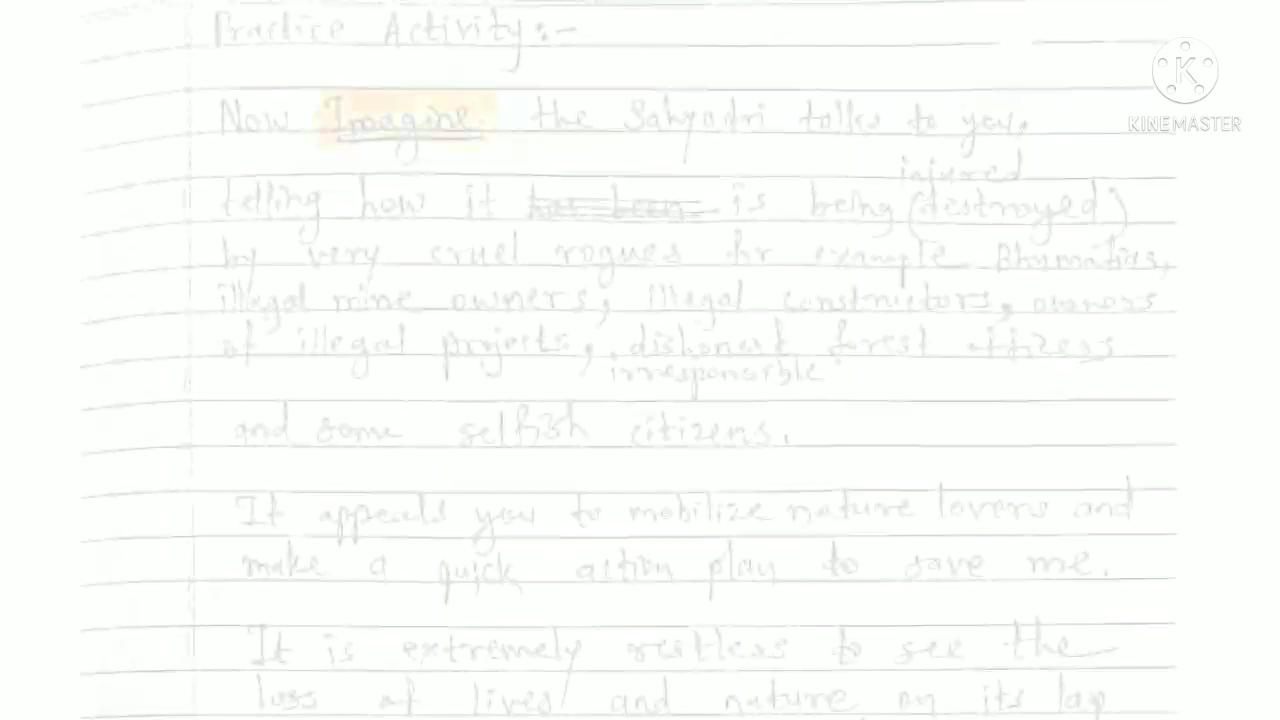 Practise Activity :-
Now Imagine the Sahyadri talks to you,
injured
telling how it has been is being (destroyed)
by very cruel rogues for example Bhumafias,
illegal mine owners, illegal constructors, owners
of illegal projects, dishonest forest officess
irresponsible
and some selfish citizens.
It appeals you to mobilize nature lovers and
make a quick action play to save me.
It is extremely restless to see the
loss of lives and nature on its lap
KINEMASTER